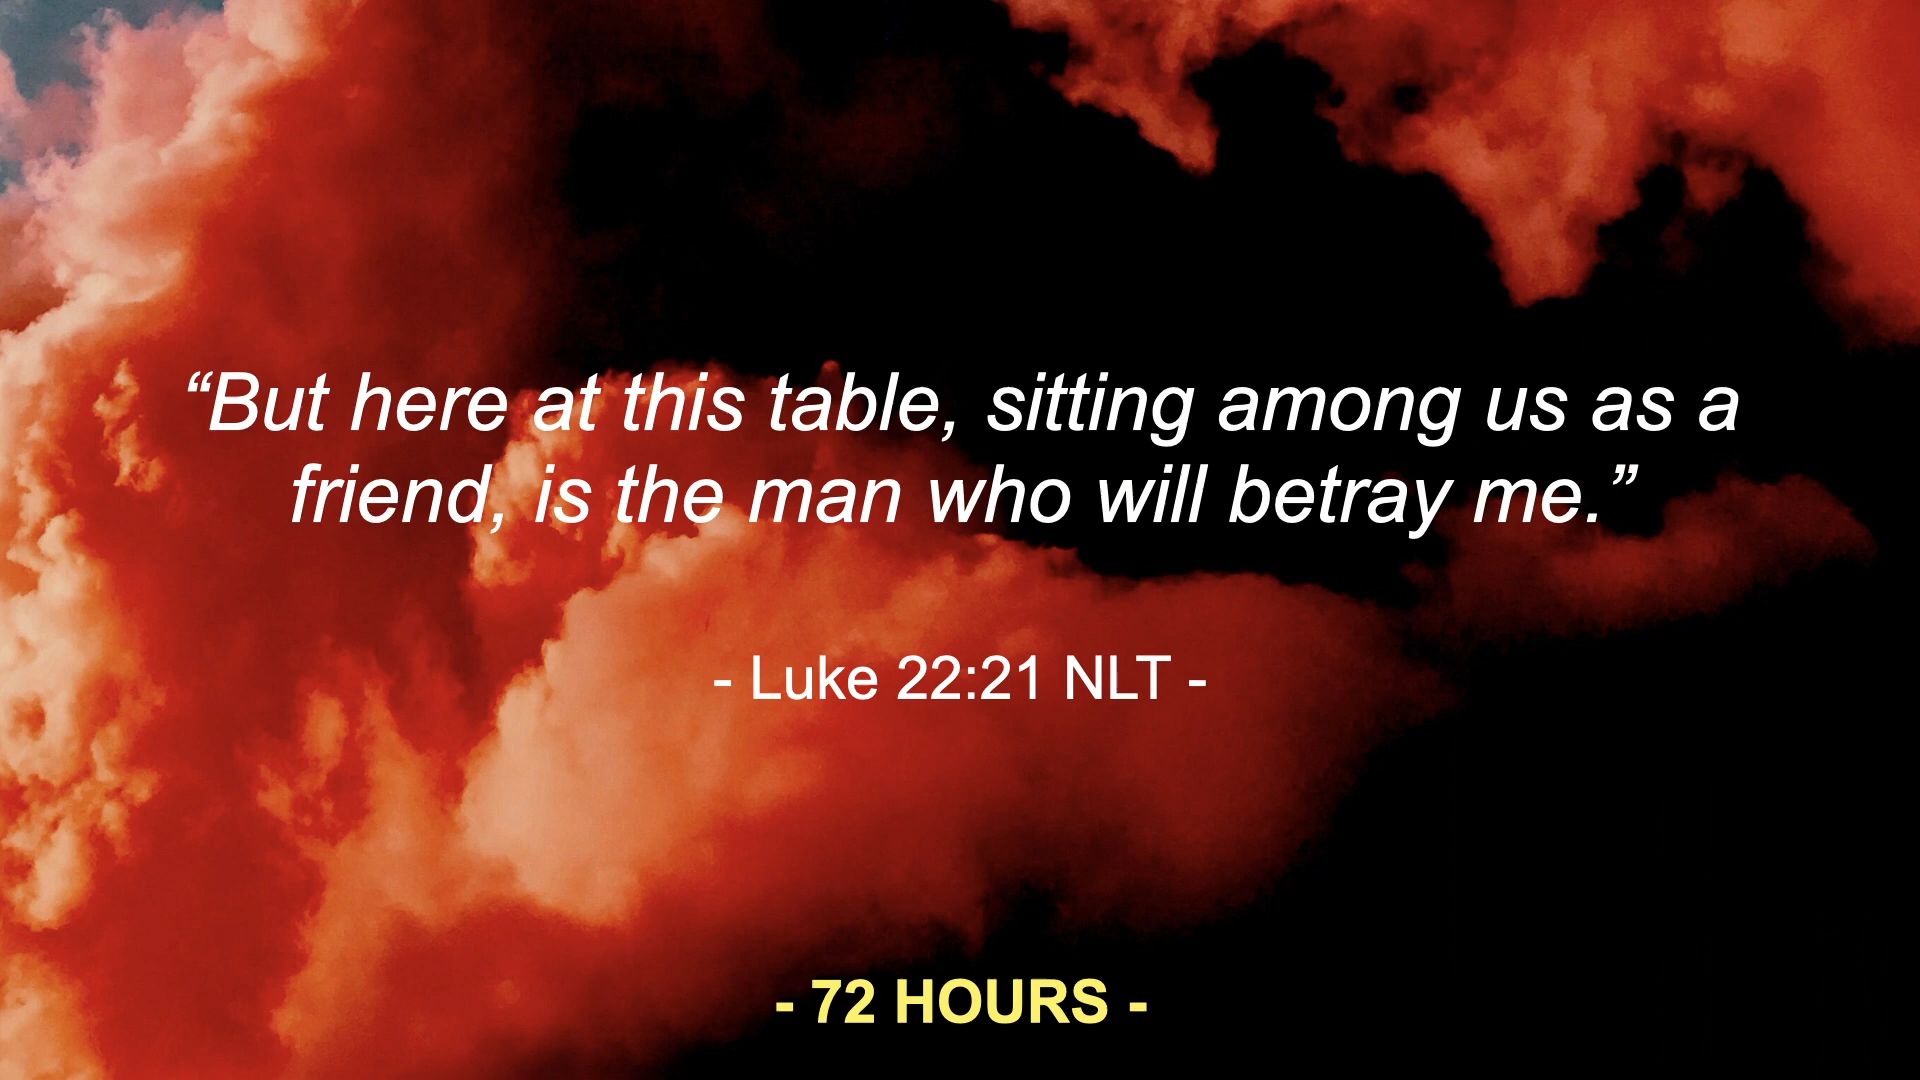 “But here at this table, sitting among us as a
friend, is the man who will betray me.”
- Luke 22:21 NLT -
- 72 HOURS -